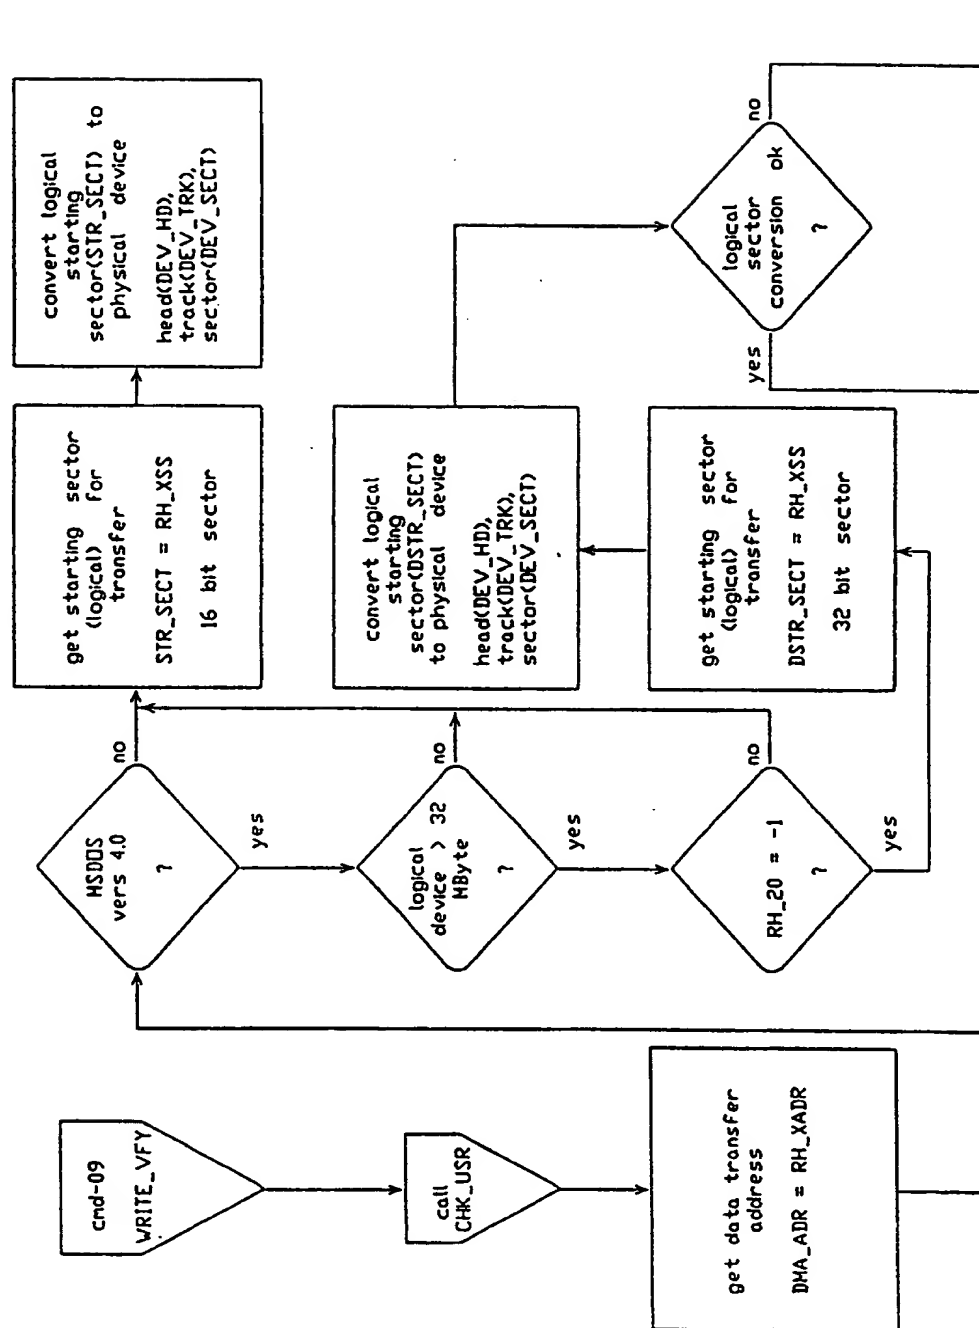 cmd-09
WRITE_VFY
call
CHK_USR
get data transfer
address
DMA_ADR = RH_XADR
MSDOS
vers 4.0
?
no
yes
logical
device > 32
MByte
?
no
yes
RH_20 = -1
?
no
yes
get starting sector
(logical) for
transfer
STR_SECT = RH_XSS
16 bit sector
convert logical
starting
sector(STR_SECT) to
physical device
head(DEV_HD),
track(DEV_TRK),
sector(DEV_SECT)
get starting sector
(logical) for
transfer
DSTR_SECT = RH_XSS
32 bit sector
convert logical
starting
sector(DSTR_SECT)
to physical device
head(DEV_HD),
track(DEV_TRK),
sector(DEV_SECT)
logical
sector
conversion ok
?
yes
no